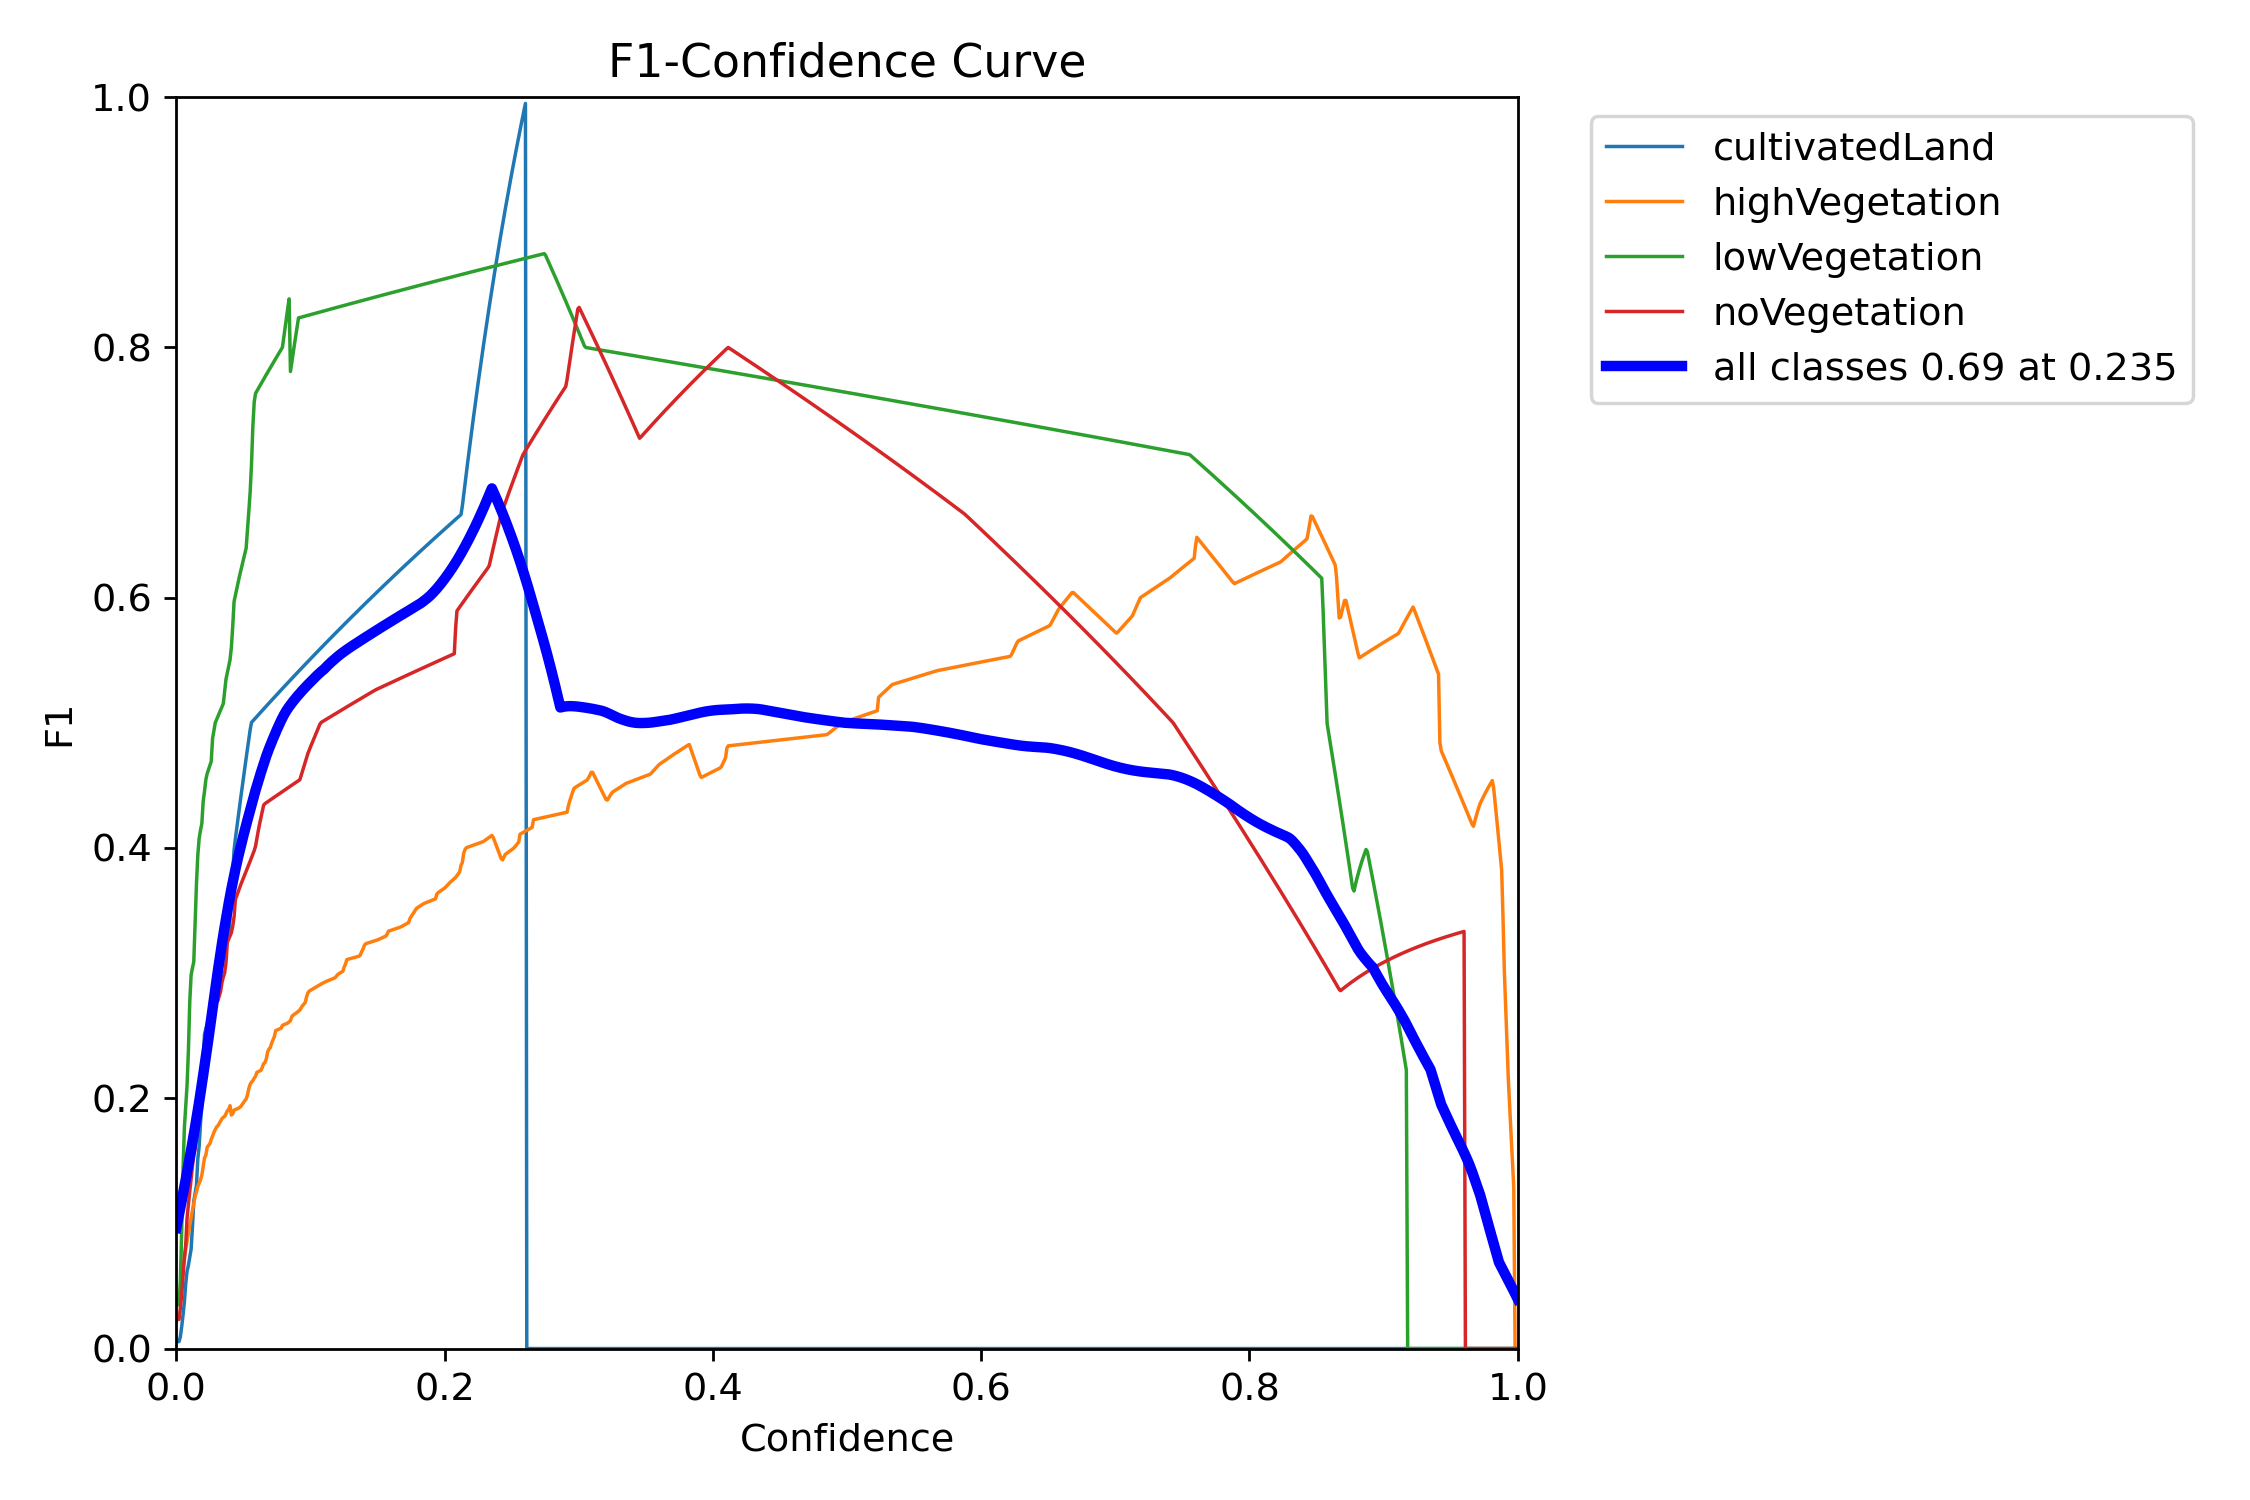 F1-Confidence Curve
1.0
0.8
0.6
0.4
0.2
0.0
F1
0.0 0.2 0.4 0.6 0.8 1.0
Confidence
cultivatedLand
highVegetation
lowVegetation
noVegetation
all classes 0.69 at 0.235